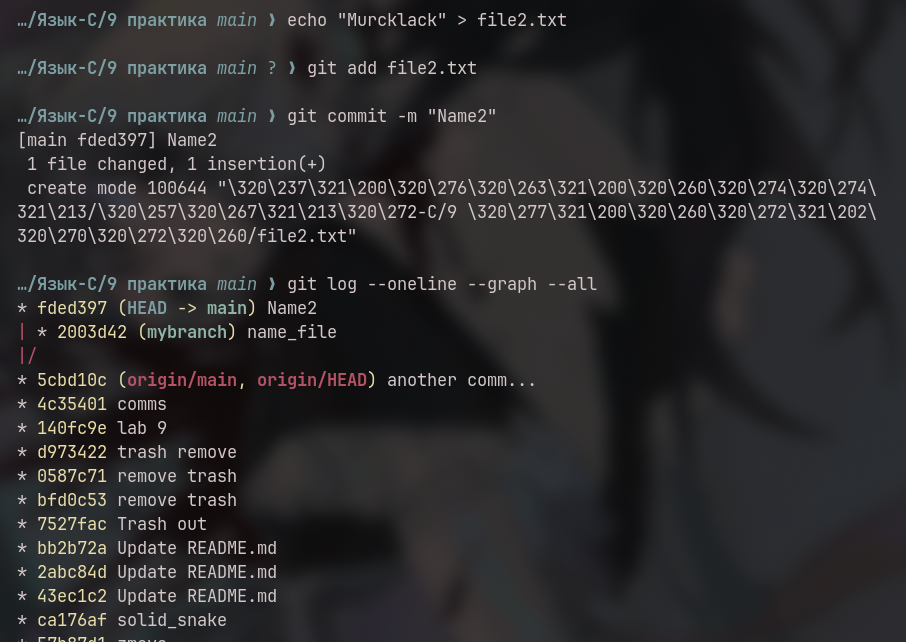 …/Язык-С/9 практика main ❯ echo "Murcklack" > file2.txt
…/Язык-С/9 практика main ? ❯ git add file2.txt
…/Язык-С/9 практика main ❯ git commit -m "Name2"
[main fded397] Name2
1 file changed, 1 insertion(+)
create mode 100644 "\320\237\321\200\320\276\320\263\321\200\320\260\320\274\320\274\
321\213/\320\257\320\267\321\213\320\272-C/9 \320\277\321\200\320\260\320\272\321\202\
320\270\320\272\320\260/file2.txt"
…/Язык-С/9 практика main ❯ git log --oneline --graph --all
* fded397 (HEAD -> main) Name2
| * 2003d42 (mybranch) name_file
|/
* 5cbd10c (origin/main, origin/HEAD) another comm...
* 4c35401 comms
* 140fc9e lab 9
* d973422 trash remove
* 0587c71 remove trash
* bfd0c53 remove trash
* 7527fac Trash out
* bb2b72a Update README.md
* 2abc84d Update README.md
* 43ec1c2 Update README.md
* ca176af solid_snake